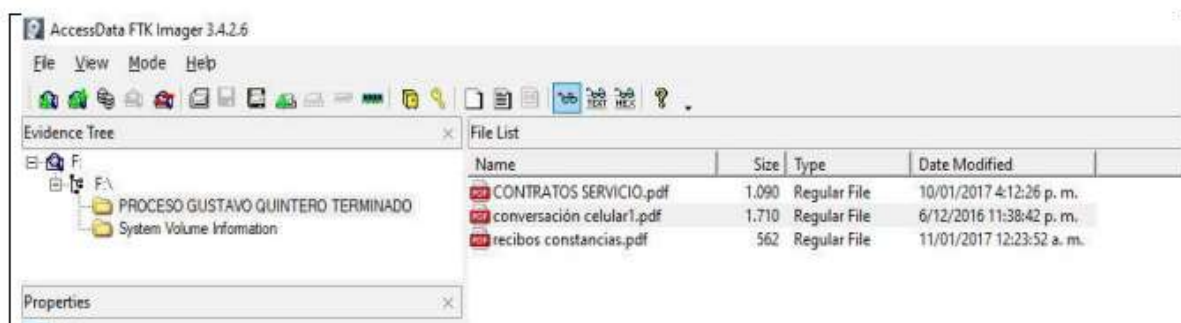 AccessData FTK Imager 3.4.2.6
File View Mode Help
TEXT HEX
Evidence Tree
File List
F:
F:\
PROCESO GUSTAVO QUINTERO TERMINADO
System Volume Information
Name Size Type Date Modified
CONTRATOS SERVICIO.pdf 1.090 Regular File 10/01/2017 4:12:26 p. m.
conversación celular1.pdf 1.710 Regular File 6/12/2016 11:38:42 p. m.
recibos constancias.pdf 562 Regular File 11/01/2017 12:23:52 a. m.
Properties